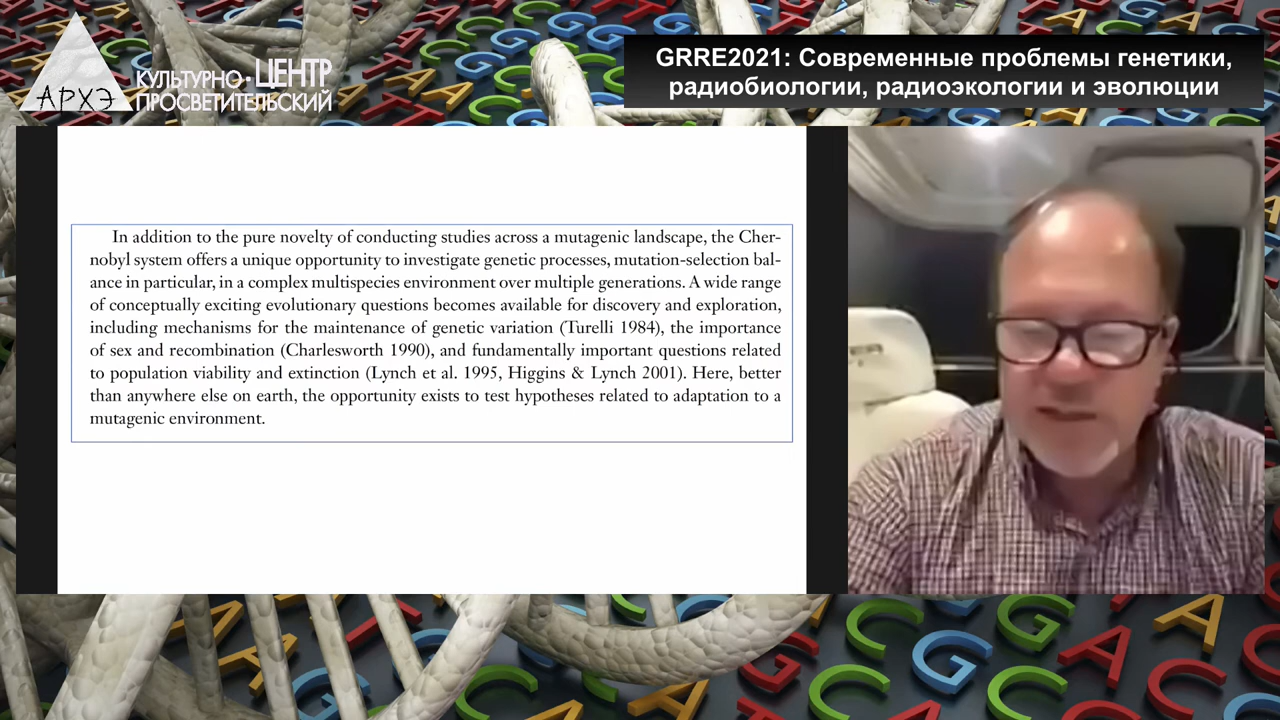 АРХЭ
КУЛЬТУРНО · ЦЕНТР
ПРОСВЕТИТЕЛЬСКИЙ
GRRE2021: Современные проблемы генетики,
радиобиологии, радиоэкологии и эволюции
In addition to the pure novelty of conducting studies across a mutagenic landscape, the Cher-
nobyl system offers a unique opportunity to investigate genetic processes, mutation-selection bal-
ance in particular, in a complex multispecies environment over multiple generations. A wide range
of conceptually exciting evolutionary questions becomes available for discovery and exploration,
including mechanisms for the maintenance of genetic variation (Turelli 1984), the importance
of sex and recombination (Charlesworth 1990), and fundamentally important questions related
to population viability and extinction (Lynch et al. 1995, Higgins & Lynch 2001). Here, better
than anywhere else on earth, the opportunity exists to test hypotheses related to adaptation to a
mutagenic environment.